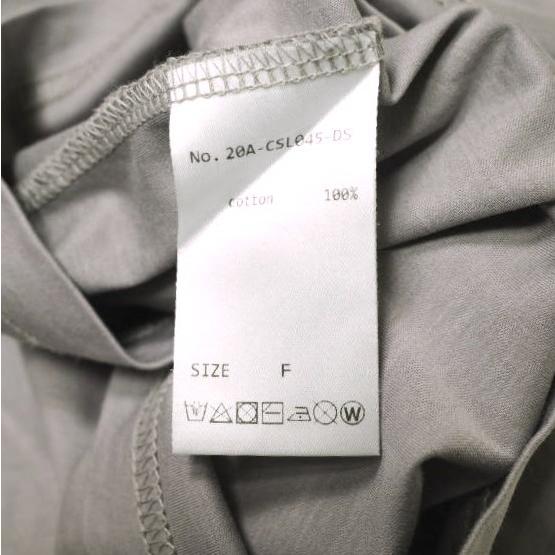 No. 20A-CSL045-DS
cotton 100%
SIZE F
W